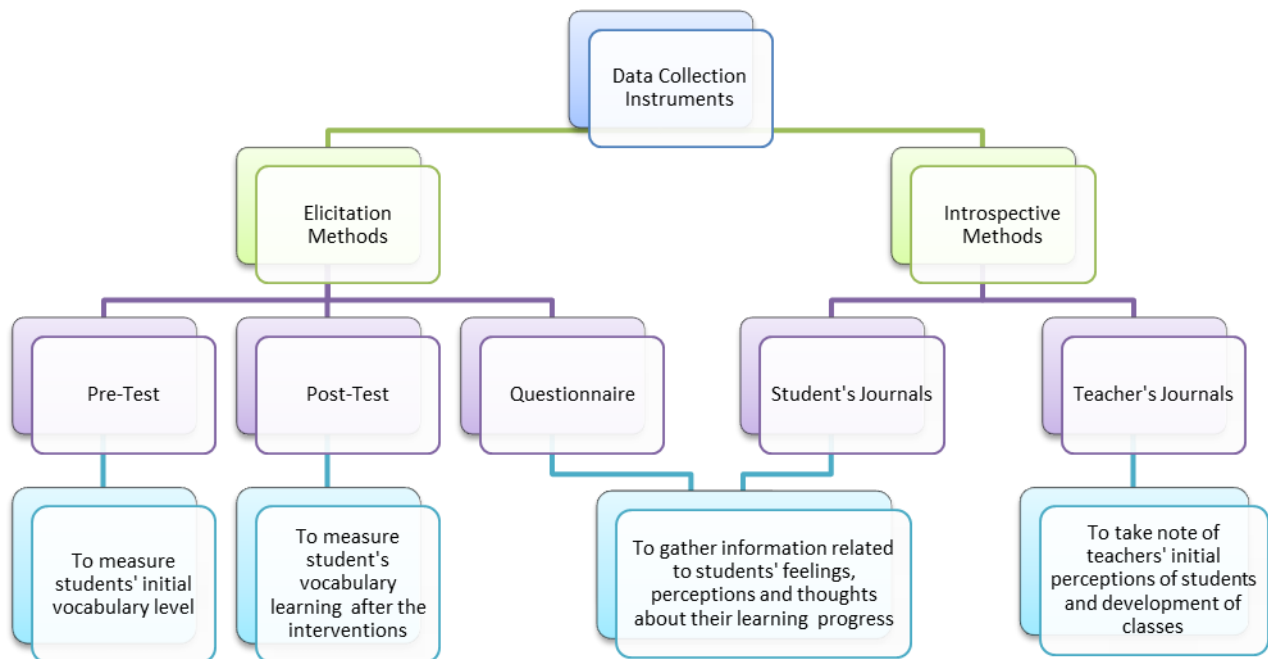 Data Collection
Instruments
Elicitation
Methods
Introspective
Methods
Pre-Test
Post-Test
Questionnaire
Student's Journals
Teacher's Journals
To measure
students' initial
vocabulary level
To measure
student's
vocabulary
learning after the
interventions
To gather information related
to students' feelings,
perceptions and thoughts
about their learning progress
To take note of
teachers' initial
perceptions of students
and development of
classes